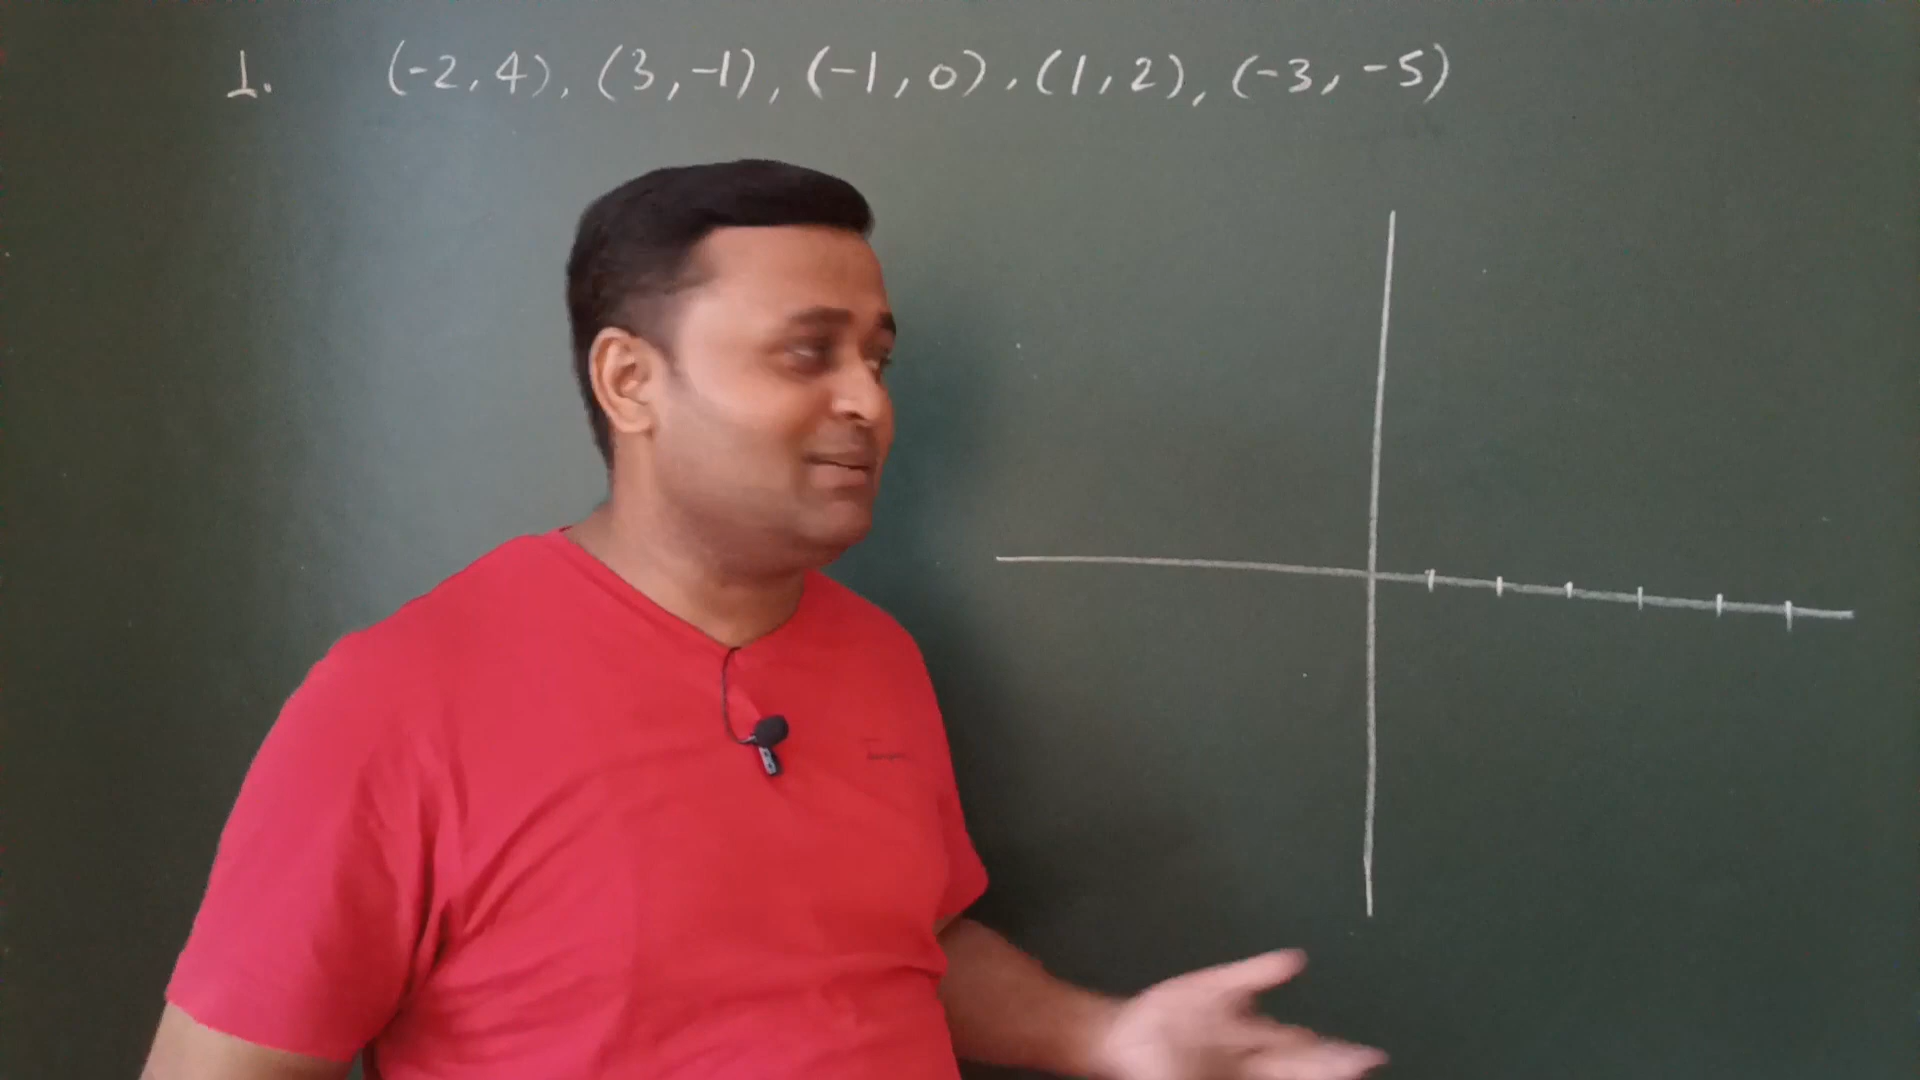 1. (-2, 4), (3, -1), (-1, 0), (1, 2), (-3, -5)